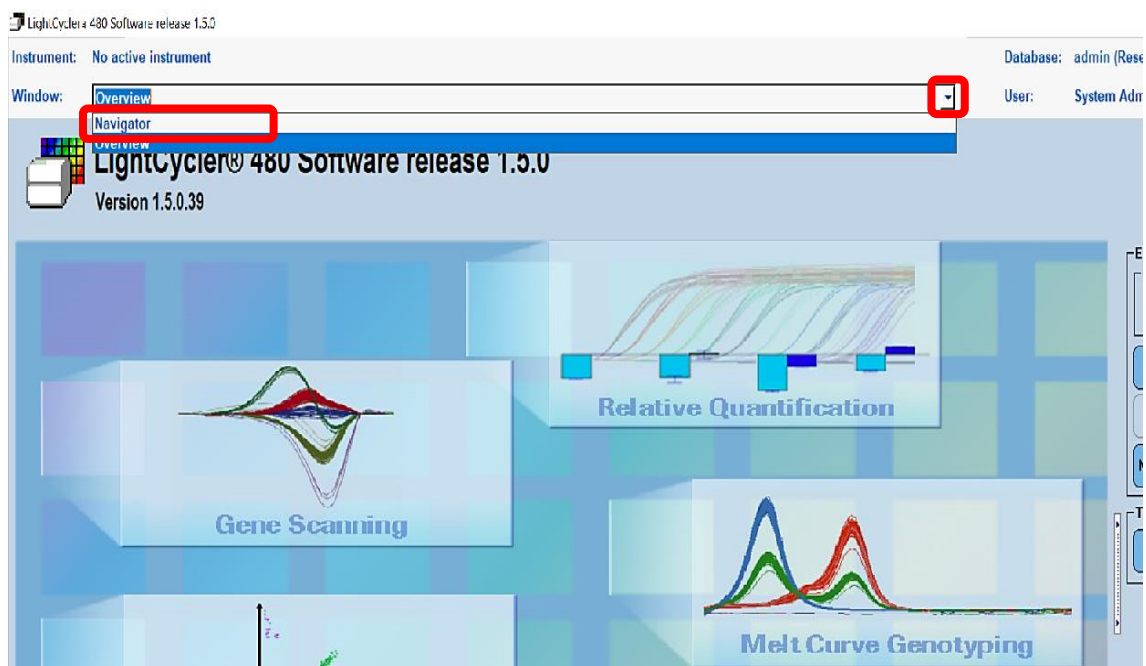 LightCycler® 480 Software release 1.5.0
Instrument: No active instrument
Database: admin (Rese
Window: Overview
User: System Adm
Navigator
Overview
LightCycler® 480 Software release 1.5.0
Version 1.5.0.39
E
Relative Quantification
Gene Scanning
N
T
Melt Curve Genotyping